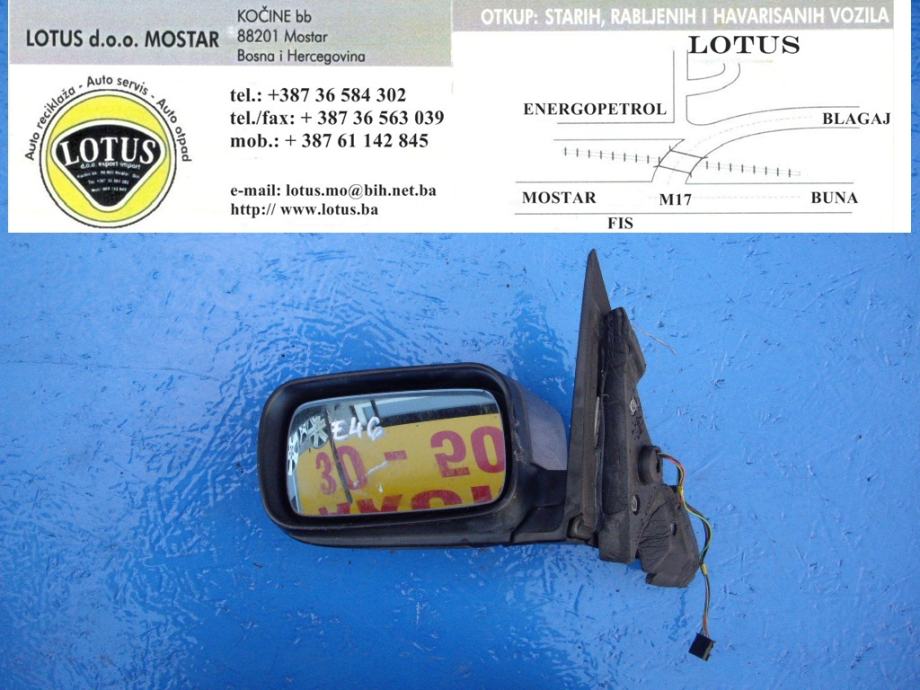 LOTUS d.o.o. MOSTAR
KOČINE bb
88201 Mostar
Bosna i Hercegovina
Auto reciklaža - Auto servis - Auto otpad
LOTUS
d.o.o. export-import
tel.: +387 36 584 302
tel./fax: + 387 36 563 039
mob.: + 387 61 142 845
e-mail: lotus.mo@bih.net.ba
http:// www.lotus.ba
OTKUP: STARIH, RABLJENIH I HAVARISANIH VOZILA
LOTUS
ENERGOPETROL
BLAGAJ
MOSTAR
M17
BUNA
FIS
E46